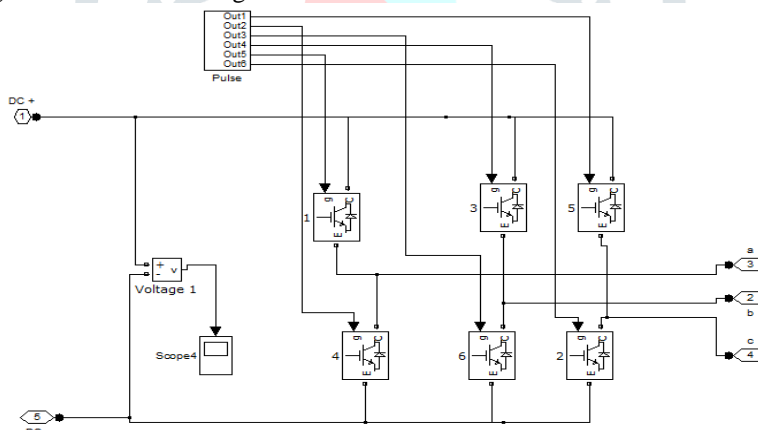 Out1
Out2
Out3
Out4
Out5
Out6
Pulse
DC +
1
g C
E
1
g C
E
3
g C
E
5
a
3
+
-
v
Voltage 1
2
b
Scope4
g C
E
4
g C
E
6
g C
E
2
c
4
5